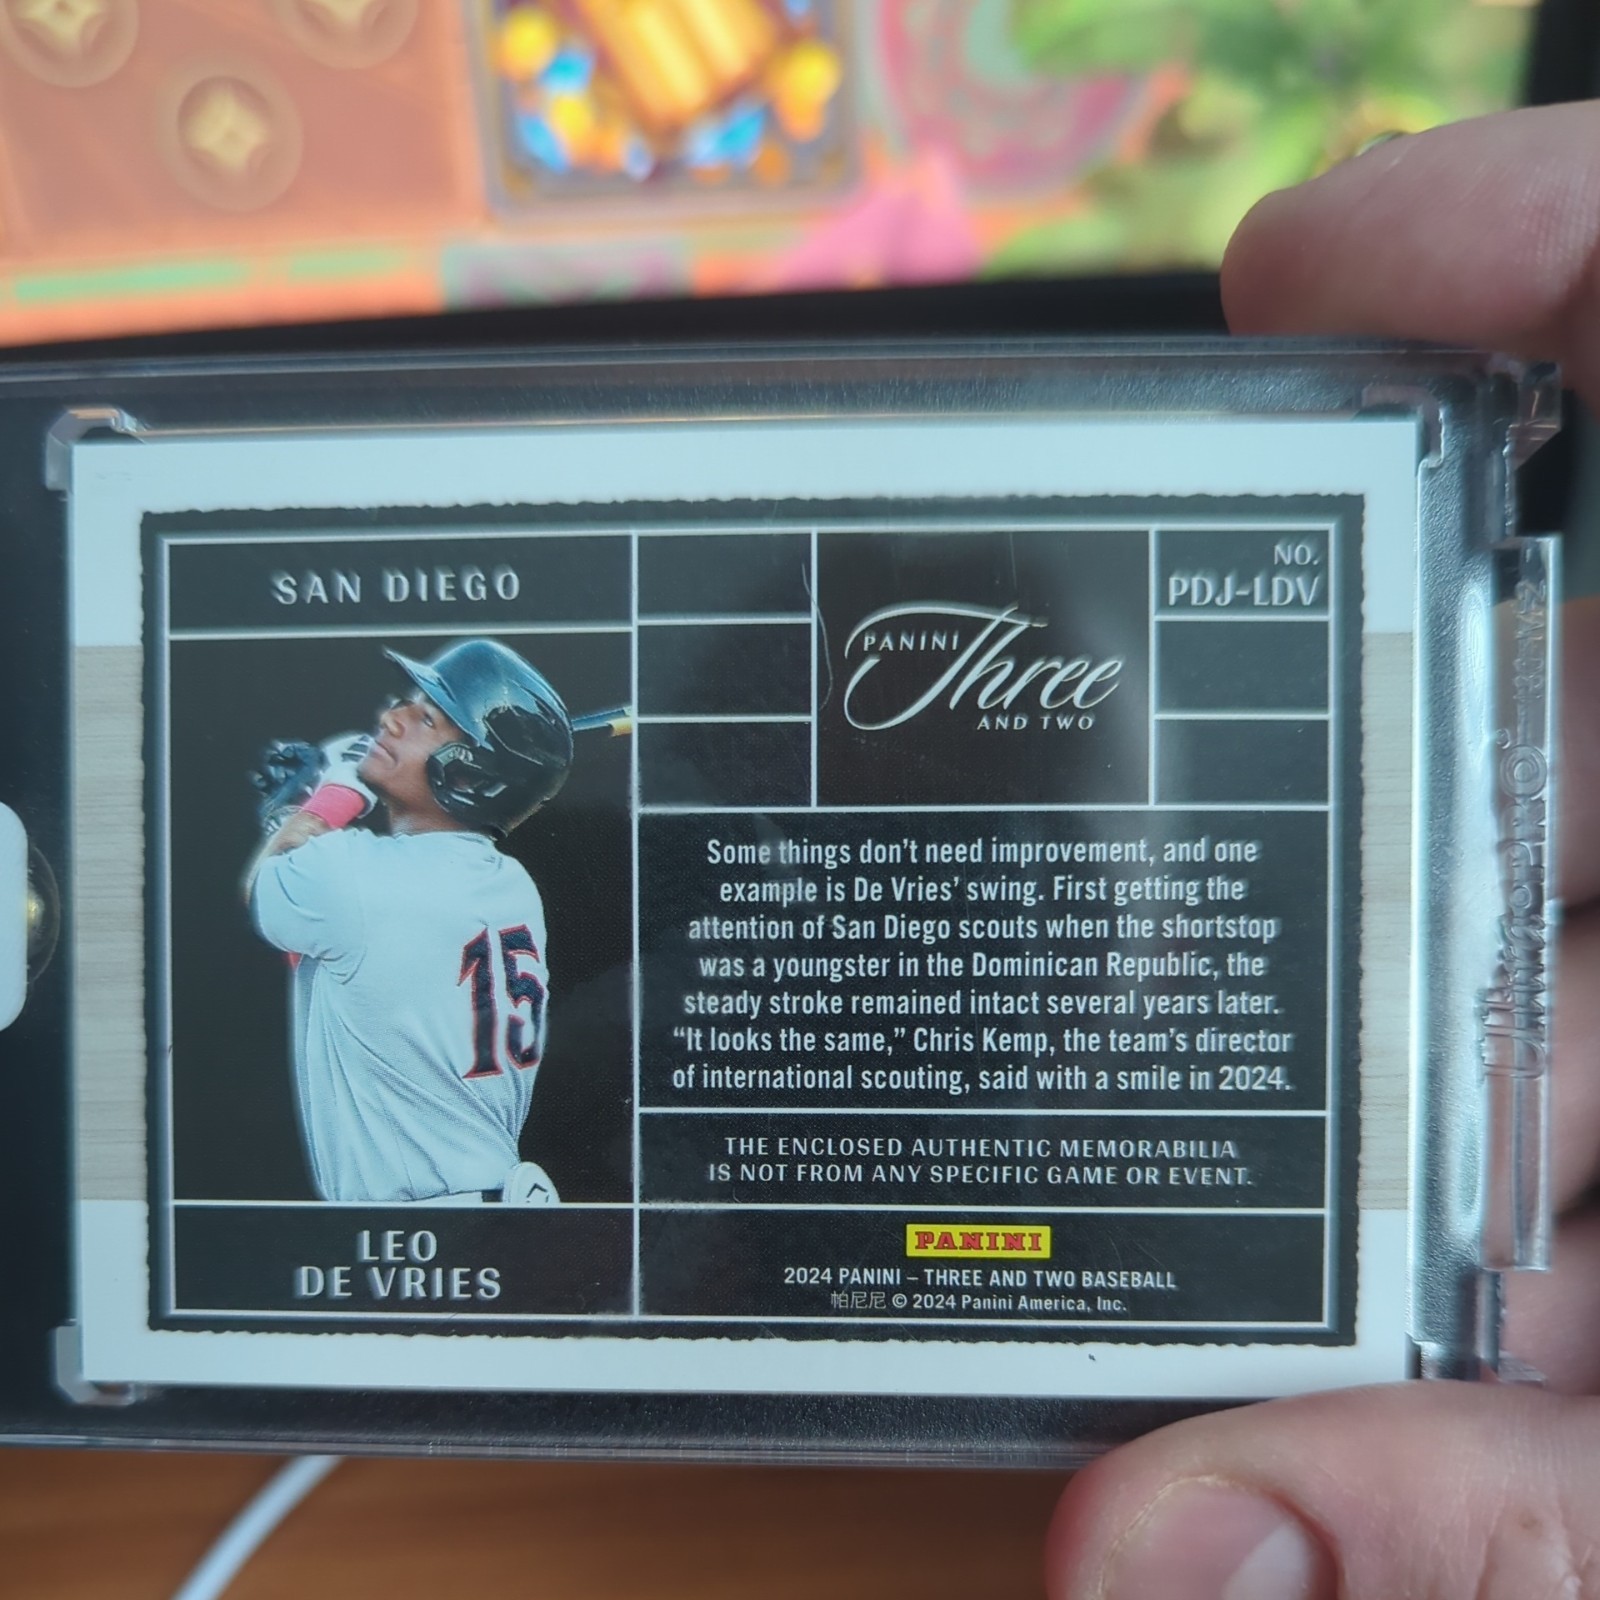 SAN DIEGO
NO.
PDJ-LDV
PANINI
Three
AND TWO
15
Some things don't need improvement, and one
example is De Vries' swing. First getting the
attention of San Diego scouts when the shortstop
was a youngster in the Dominican Republic, the
steady stroke remained intact several years later.
“It looks the same,” Chris Kemp, the team's director
of international scouting, said with a smile in 2024.
THE ENCLOSED AUTHENTIC MEMORABILIA
IS NOT FROM ANY SPECIFIC GAME OR EVENT.
LEO
DE VRIES
PANINI
2024 PANINI – THREE AND TWO BASEBALL
帕尼尼 © 2024 Panini America, Inc.
Ultra PRO